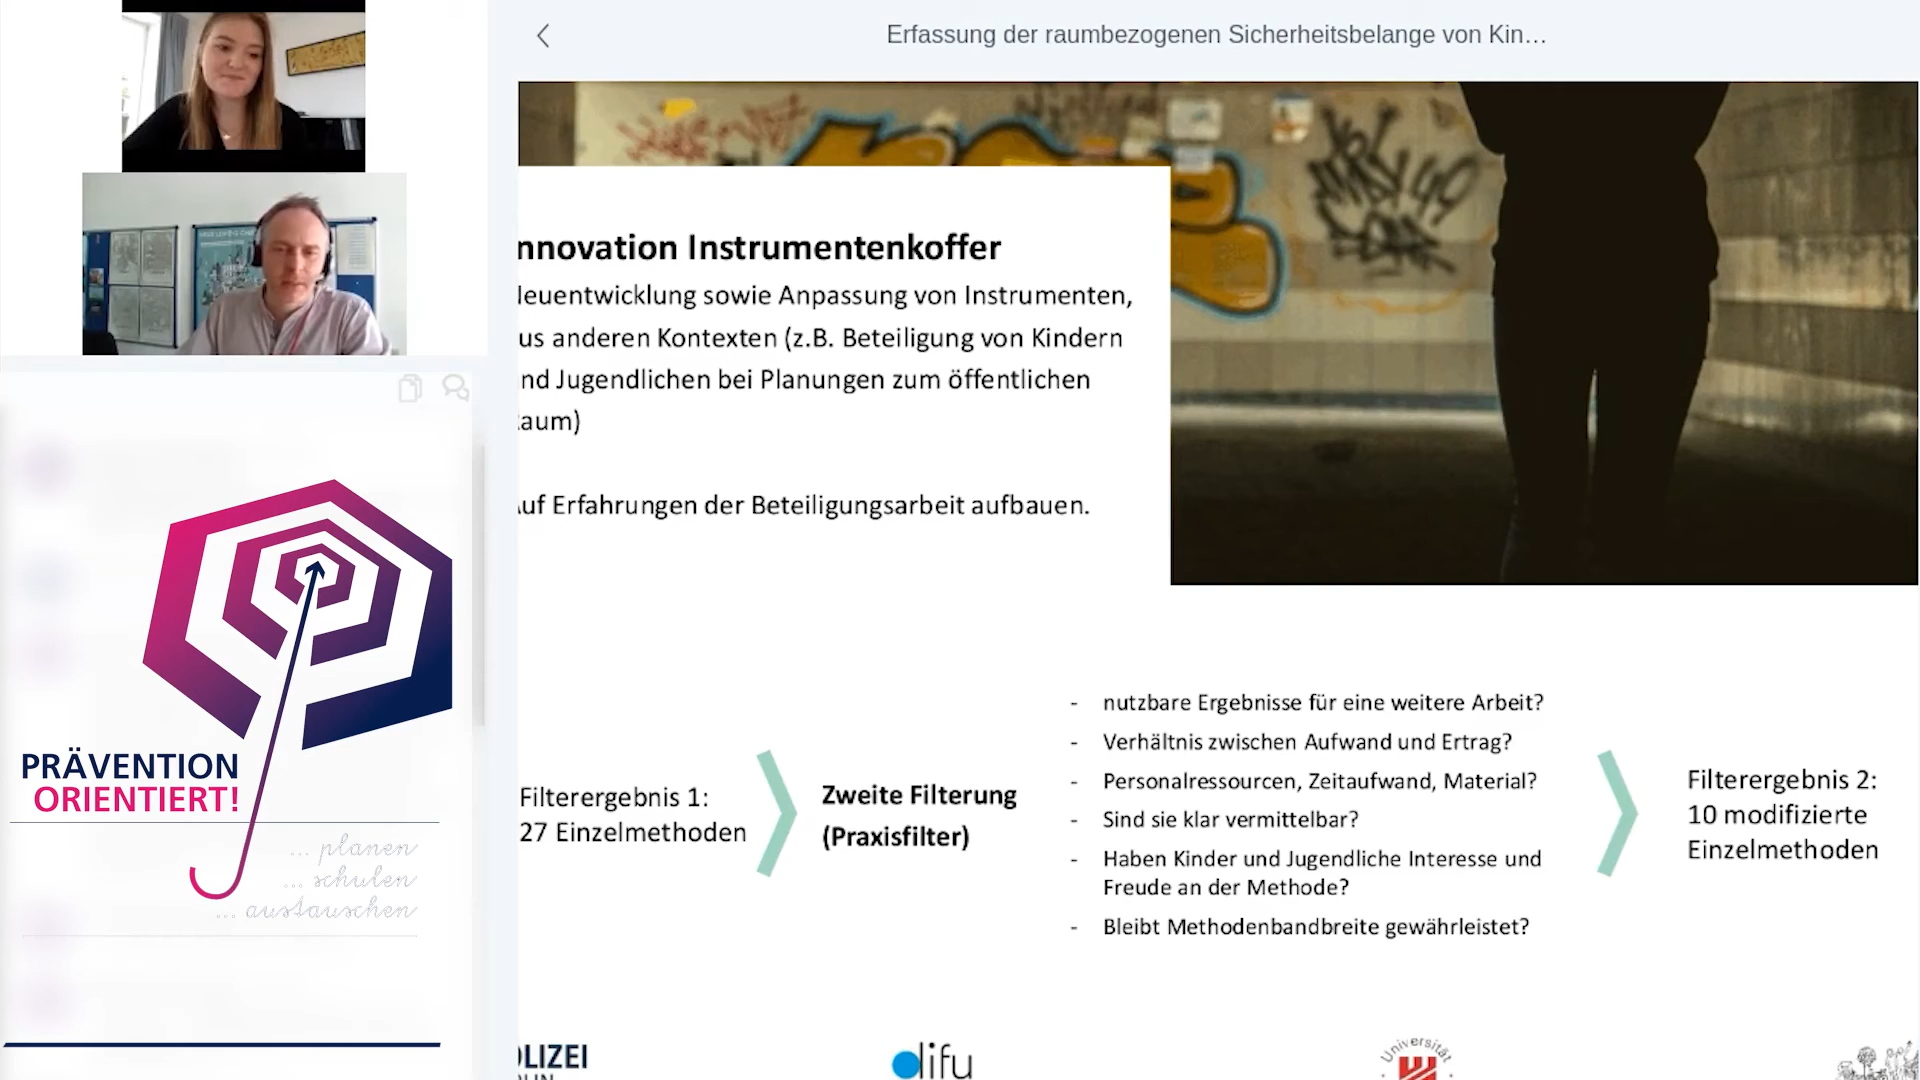 Erfassung der raumbezogenen Sicherheitsbelange von Kin…
nnovation Instrumentenkoffer
leuentwicklung sowie Anpassung von Instrumenten,
us anderen Kontexten (z.B. Beteiligung von Kindern
nd Jugendlichen bei Planungen zum öffentlichen
aum)
uf Erfahrungen der Beteiligungsarbeit aufbauen.
Filterergebnis 1:
27 Einzelmethoden
Zweite Filterung
(Praxisfilter)
- nutzbare Ergebnisse für eine weitere Arbeit?
- Verhältnis zwischen Aufwand und Ertrag?
- Personalressourcen, Zeitaufwand, Material?
- Sind sie klar vermittelbar?
- Haben Kinder und Jugendliche Interesse und
Freude an der Methode?
- Bleibt Methodenbandbreite gewährleistet?
Filterergebnis 2:
10 modifizierte
Einzelmethoden
PRÄVENTION
ORIENTIERT!
... planen
... schulen
... austauschen
LIZEI
difu
Universität